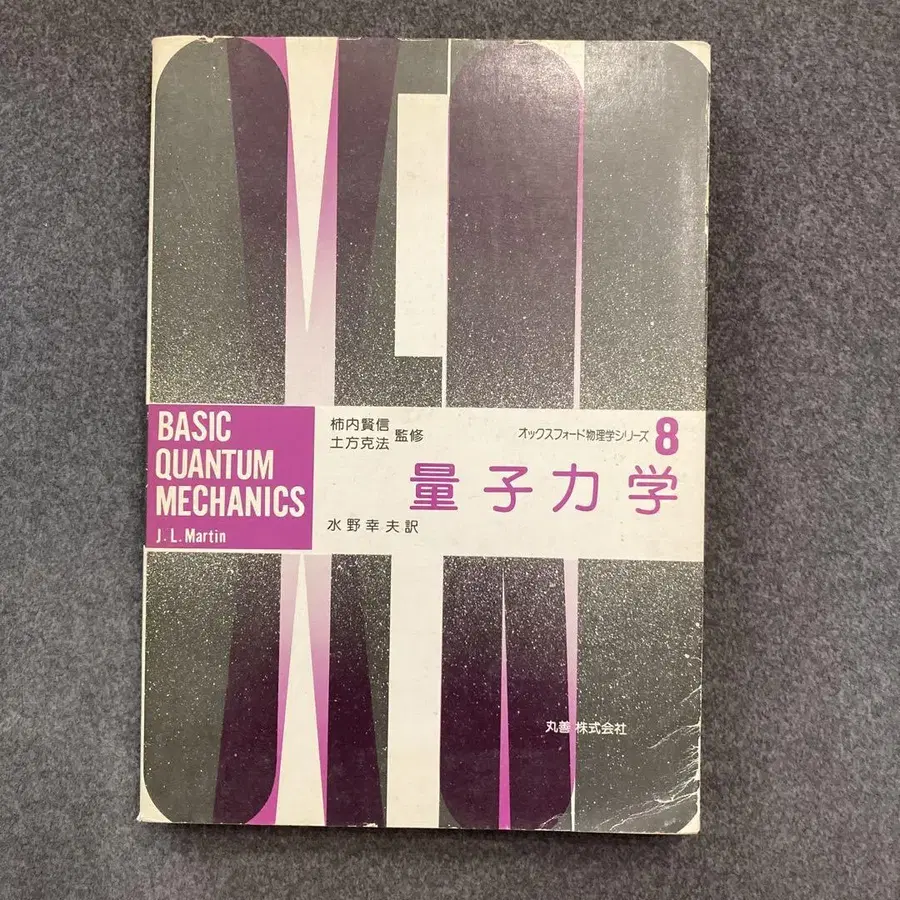 BASIC
QUANTUM
MECHANICS
J. L. Martin
柿内賢信
土方克法 監修
オックスフォード物理学シリーズ 8
量子力学
水野幸夫 訳
丸善株式会社